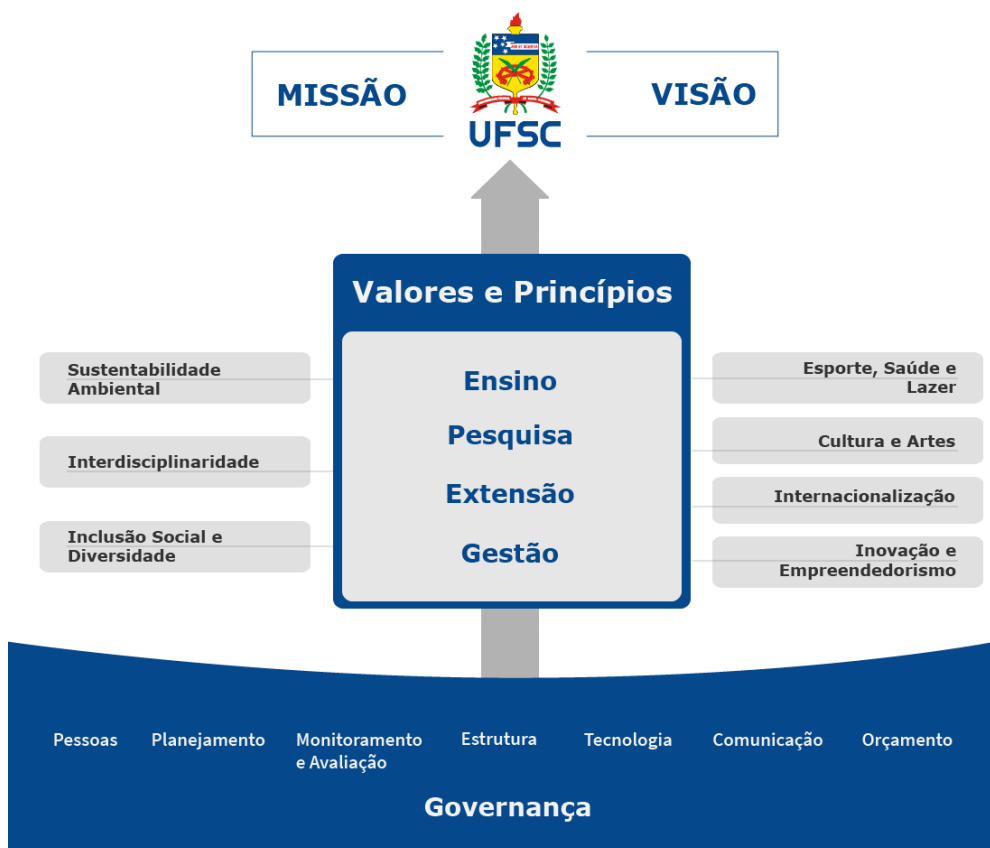 MISSÃO
VISÃO
UFSC
Valores e Princípios
Sustentabilidade
Ambiental
Interdisciplinaridade
Inclusão Social e
Diversidade
Ensino
Pesquisa
Extensão
Gestão
Esporte, Saúde e
Lazer
Cultura e Artes
Internacionalização
Inovação e
Empreendedorismo
Pessoas
Planejamento
Monitoramento
e Avaliação
Estrutura
Tecnologia
Comunicação
Orçamento
Governança